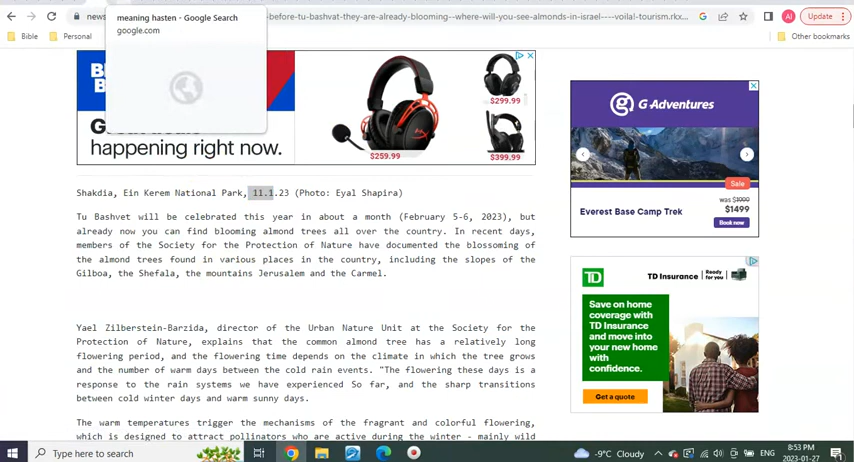 meaning hasten - Google Search
google.com
news
-before-tu-bashvat-they-are-already-blooming--where-will-you-see-almonds-in-israel----voila!-tourism.rkx...
AI
Update
Bible
Personal
Other bookmarks
happening right now.
$259.99
$299.99
$399.99
G Adventures
Sale
was $1999
$1499
Everest Base Camp Trek
Book now
Shakdia, Ein Kerem National Park, 11.1.23 (Photo: Eyal Shapira)
Tu Bashvet will be celebrated this year in about a month (February 5-6, 2023), but
already now you can find blooming almond trees all over the country. In recent days,
members of the Society for the Protection of Nature have documented the blossoming of
the almond trees found in various places in the country, including the slopes of the
Gilboa, the Shefala, the mountains Jerusalem and the Carmel.
TD
TD Insurance
Ready
for you
Save on home
coverage with
TD Insurance
and move into
your new home
with
confidence.
Get a quote
Yael Zilberstein-Barzida, director of the Urban Nature Unit at the Society for the
Protection of Nature, explains that the common almond tree has a relatively long
flowering period, and the flowering time depends on the climate in which the tree grows
and the number of warm days between the cold rain events. "The flowering these days is a
response to the rain systems we have experienced So far, and the sharp transitions
between cold winter days and warm sunny days.
The warm temperatures trigger the mechanisms of the fragrant and colorful flowering,
which is designed to attract pollinators who are active during the winter - mainly wild
Type here to search
-9°C Cloudy
ENG
8:53 PM
2023-01-27